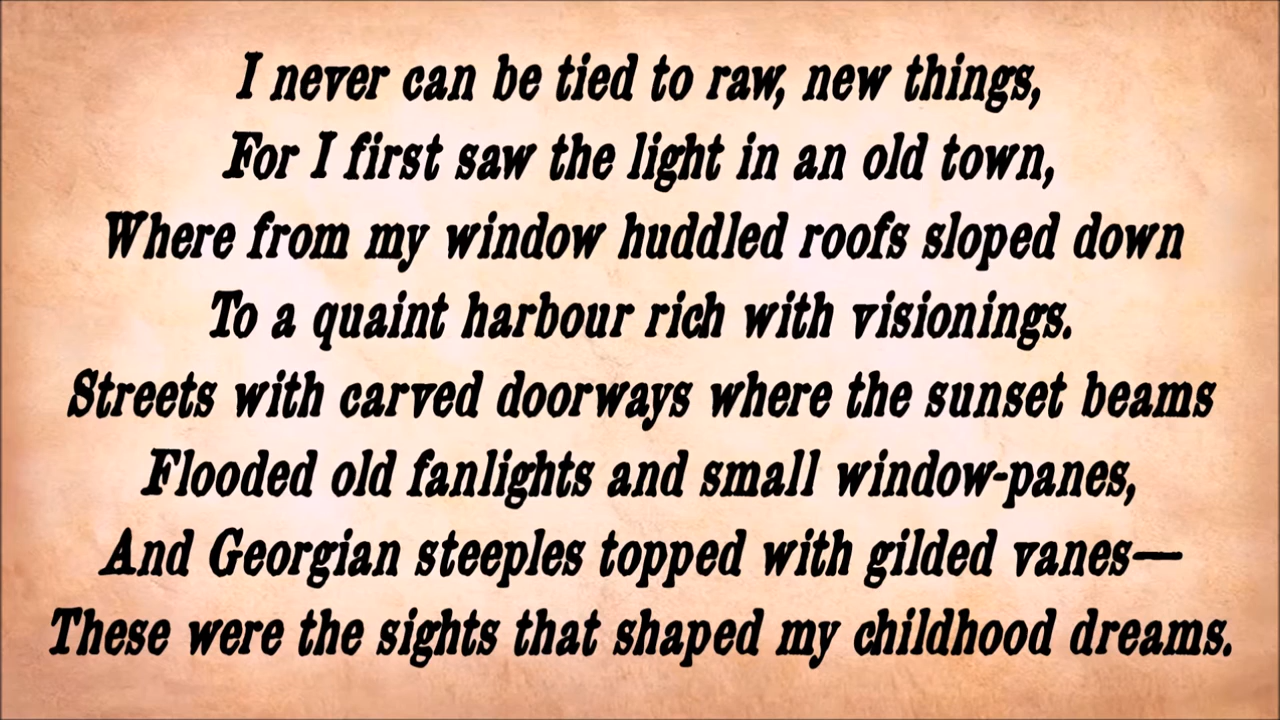 I never can be tied to raw, new things,
For I first saw the light in an old town,
Where from my window huddled roofs sloped down
To a quaint harbour rich with visionings.
Streets with carved doorways where the sunset beams
Flooded old fanlights and small window-panes,
And Georgian steeples topped with gilded vanes—
These were the sights that shaped my childhood dreams.